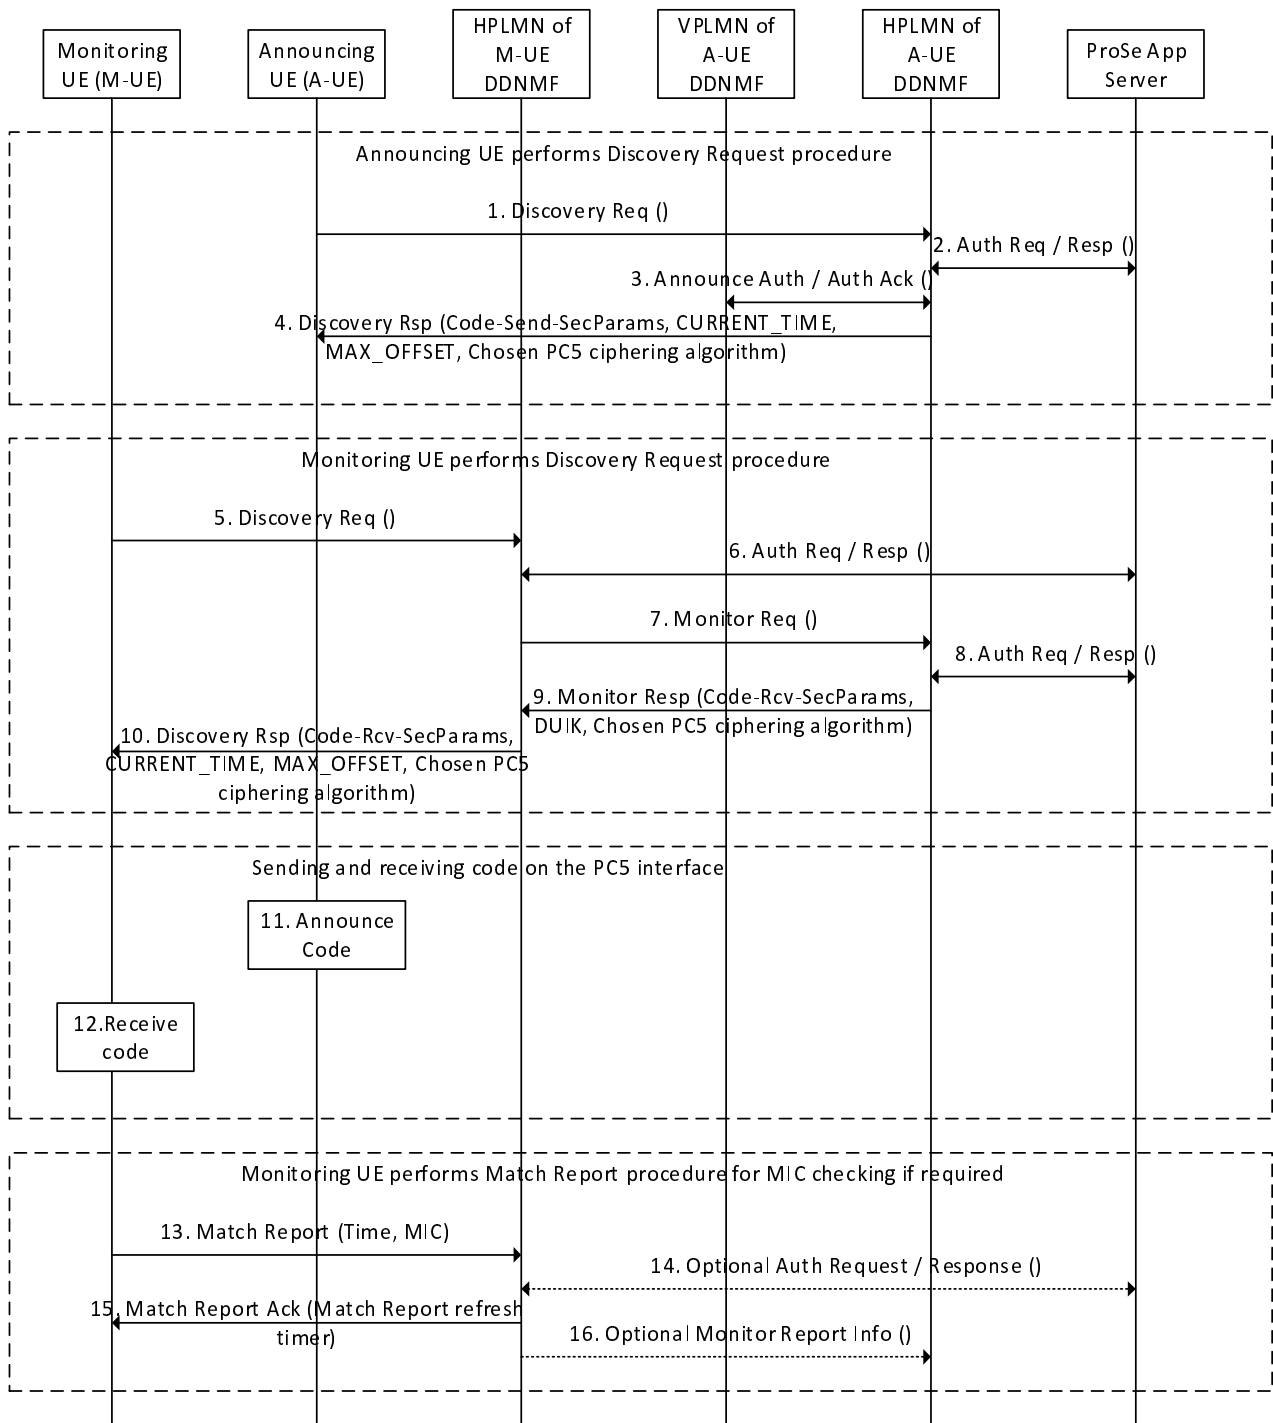 Monitoring
UE (M-UE)
Announcing
UE (A-UE)
HPLMN of
M-UE
DDNMF
VPLMN of
A-UE
DDNMF
HPLMN of
A-UE
DDNMF
ProSe App
Server
Announcing UE performs Discovery Request procedure
1. Discovery Req ()
2. Auth Req / Resp ()
3. Announce Auth / Auth Ack ()
4. Discovery Rsp (Code-Send-SecParams, CURRENT_TIME,
MAX_OFFSET, Chosen PC5 ciphering algorithm)
Monitoring UE performs Discovery Request procedure
5. Discovery Req ()
6. Auth Req / Resp ()
7. Monitor Req ()
8. Auth Req / Resp ()
9. Monitor Resp (Code-Rcv-SecParams,
DUIK, Chosen PC5 ciphering algorithm)
10. Discovery Rsp (Code-Rcv-SecParams,
CURRENT_TIME, MAX_OFFSET, Chosen PC5
ciphering algorithm)
Sending and receiving code on the PC5 interface
11. Announce
Code
12.Receive
code
Monitoring UE performs Match Report procedure for MIC checking if required
13. Match Report (Time, MIC)
14. Optional Auth Request / Response ()
15. Match Report Ack (Match Report refresh
timer)
16. Optional Monitor Report Info ()